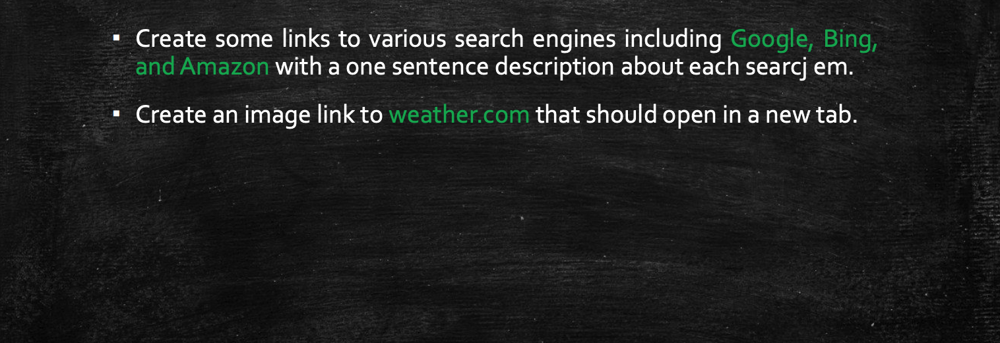 ▪ Create some links to various search engines including Google, Bing,
and Amazon with a one sentence description about each searcj em.
▪ Create an image link to weather.com that should open in a new tab.